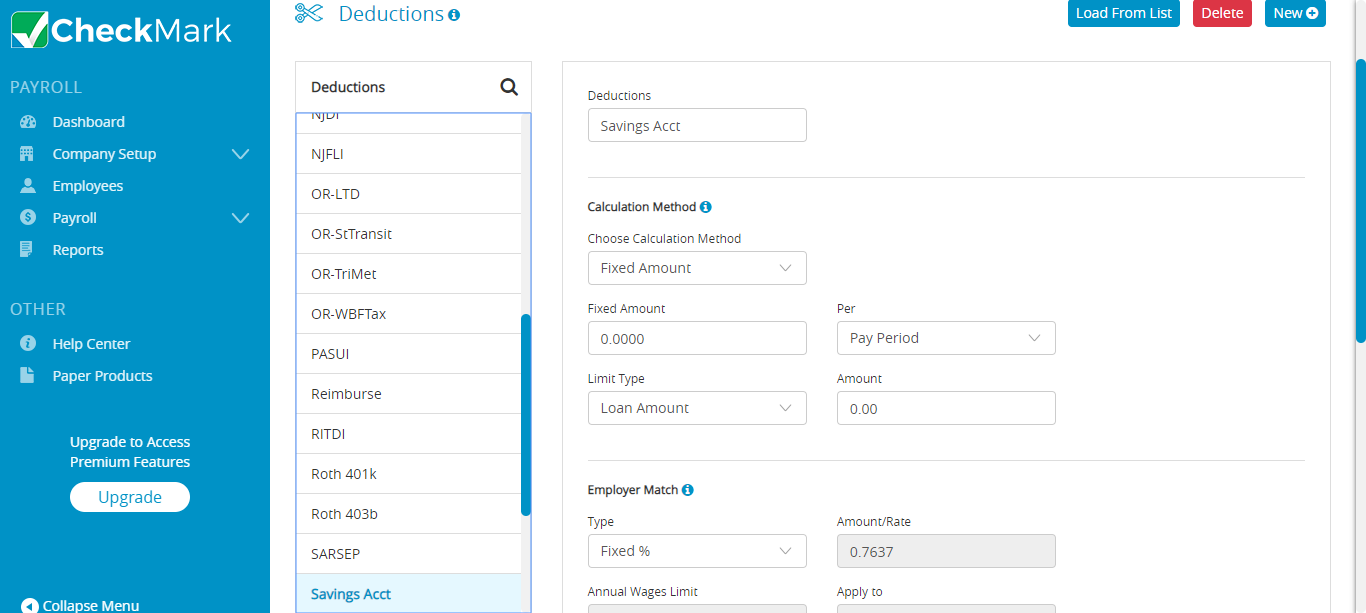 CheckMark
PAYROLL
Dashboard
Company Setup
Employees
Payroll
Reports
OTHER
Help Center
Paper Products
Upgrade to Access
Premium Features
Upgrade
Collapse Menu
Deductions
Load From List
Delete
New
Deductions
NJDI
NJFLI
OR-LTD
OR-StTransit
OR-TriMet
OR-WBFTax
PASUI
Reimburse
RITDI
Roth 401k
Roth 403b
SARSEP
Savings Acct
Deductions
Savings Acct
Calculation Method
Choose Calculation Method
Fixed Amount
Fixed Amount
Per
0.0000
Pay Period
Limit Type
Amount
Loan Amount
0.00
Employer Match
Type
Amount/Rate
Fixed %
0.7637
Annual Wages Limit
Apply to